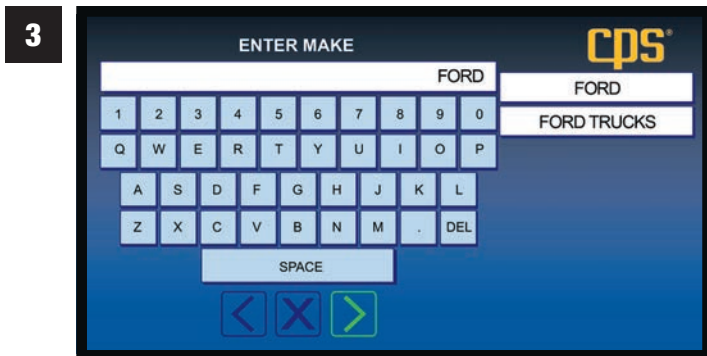 3
ENTER MAKE
cps®
FORD
FORD
FORD TRUCKS
1 2 3 4 5 6 7 8 9 0
Q W E R T Y U I O P
A S D F G H J K L
Z X C V B N M . DEL
SPACE
< X >